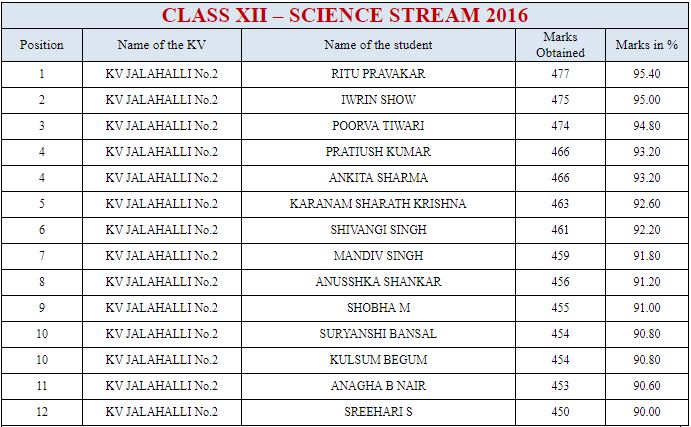 CLASS XII – SCIENCE STREAM 2016
Position Name of the KV Name of the student Marks Obtained Marks in %
1 KV JALAHALLI No.2 RITU PRAVAKAR 477 95.40
2 KV JALAHALLI No.2 IWRIN SHOW 475 95.00
3 KV JALAHALLI No.2 POORVA TIWARI 474 94.80
4 KV JALAHALLI No.2 PRATIUSH KUMAR 466 93.20
4 KV JALAHALLI No.2 ANKITA SHARMA 466 93.20
5 KV JALAHALLI No.2 KARANAM SHARATH KRISHNA 463 92.60
6 KV JALAHALLI No.2 SHIVANGI SINGH 461 92.20
7 KV JALAHALLI No.2 MANDIV SINGH 459 91.80
8 KV JALAHALLI No.2 ANUSSHKA SHANKAR 456 91.20
9 KV JALAHALLI No.2 SHOBHA M 455 91.00
10 KV JALAHALLI No.2 SURYANSHI BANSAL 454 90.80
10 KV JALAHALLI No.2 KULSUM BEGUM 454 90.80
11 KV JALAHALLI No.2 ANAGHA B NAIR 453 90.60
12 KV JALAHALLI No.2 SREEHARI S 450 90.00